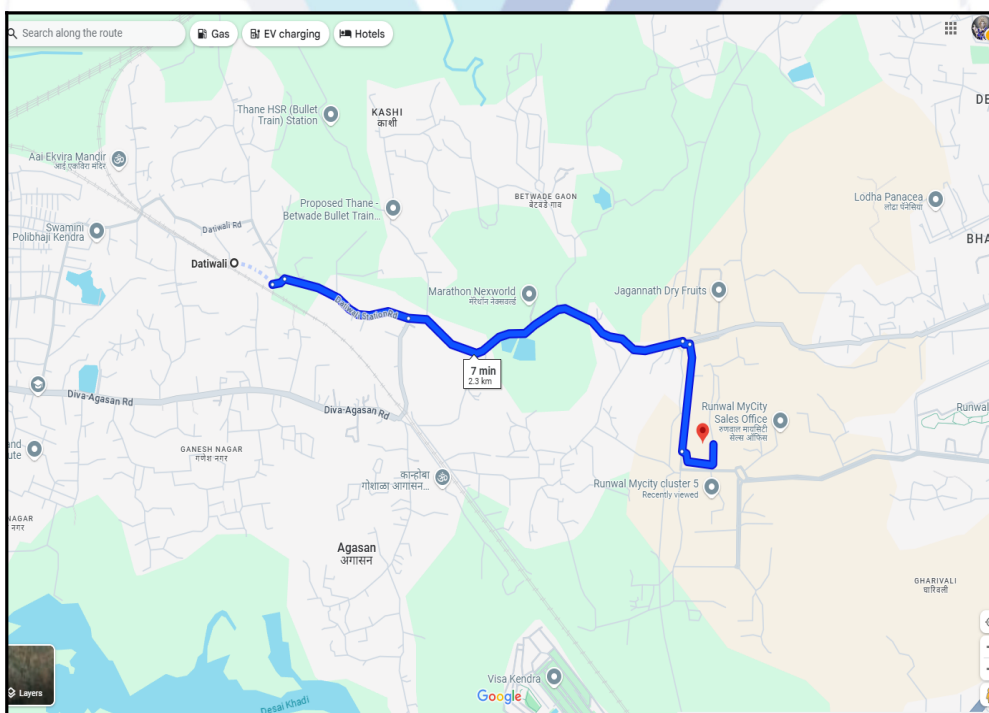 Search along the route
Gas
EV charging
Hotels
Thane HSR (Bullet
Train) Station
KASHI
काशी
DE
Aai Ekvira Mandir
आई एकविरा मंदिर
Proposed Thane -
Betwade Bullet Train...
BETWADE GAON
बेटवडे गाव
Lodha Panacea
लोढा पॅनेसिया
Swamini
Polibhaji Kendra
Datiwali Rd
BHA
Datiwali
Marathon Nexworld
मॅरेथॉन नेक्सवर्ल्ड
Jagannath Dry Fruits
7 min
2.3 km
Diva-Agasan Rd
Diva-Agasan Rd
Runwal MyCity
Sales Office
रुणवाल मायसिटी
सेल्स ऑफिस
Runwal
and
ute
GANESH NAGAR
गणेश नगर
कान्होबा
गोशाळा आगासन...
Runwal Mycity cluster 5
Recently viewed
NAGAR
नगर
Agasan
अगासन
GHARIVALI
घारिवली
Visa Kendra
Google
Layers
Desai Khadi